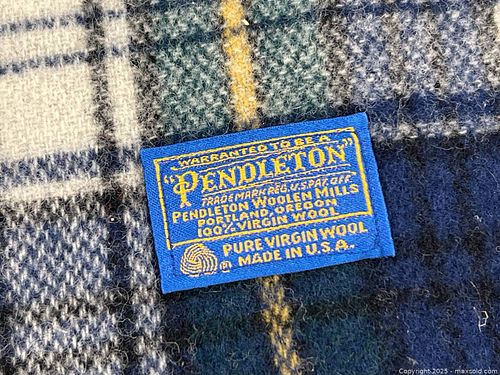 WARRANTED TO BE A
"PENDLETON"
TRADE MARK REG. U.S. PAT. OFF.
PENDLETON WOOLEN MILLS
PORTLAND, OREGON
100% VIRGIN WOOL
PURE VIRGIN WOOL
MADE IN U.S.A.
Copyright 2025 - maxsold.com